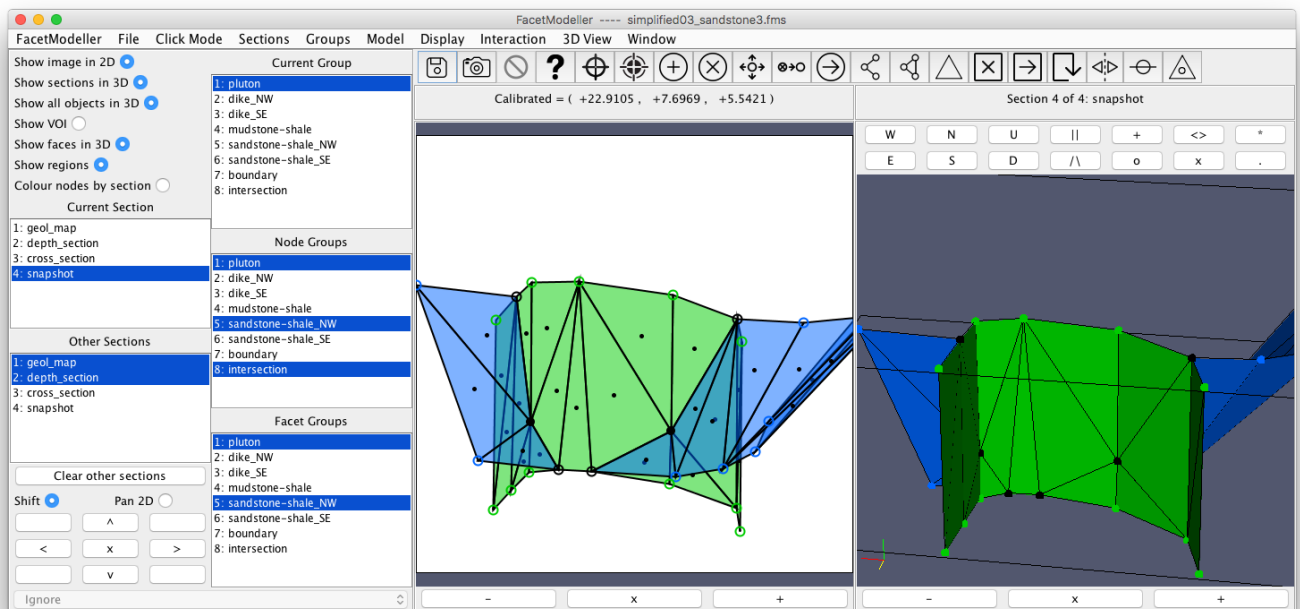 FacetModeller ---- simplified03_sandstone3.fms
FacetModeller File Click Mode Sections Groups Model Display Interaction 3D View Window
Show image in 2D
Show sections in 3D
Show all objects in 3D
Show VOI
Show faces in 3D
Show regions
Colour nodes by section
Current Section
1: geol_map
2: depth_section
3: cross_section
4: snapshot
Other Sections
1: geol_map
2: depth_section
3: cross_section
4: snapshot
Clear other sections
Shift Pan 2D
^
< x >
v
Ignore
Current Group
1: pluton
2: dike_NW
3: dike_SE
4: mudstone-shale
5: sandstone-shale_NW
6: sandstone-shale_SE
7: boundary
8: intersection
Node Groups
1: pluton
2: dike_NW
3: dike_SE
4: mudstone-shale
5: sandstone-shale_NW
6: sandstone-shale_SE
7: boundary
8: intersection
Facet Groups
1: pluton
2: dike_NW
3: dike_SE
4: mudstone-shale
5: sandstone-shale_NW
6: sandstone-shale_SE
7: boundary
8: intersection
?
Calibrated = ( +22.9105 , +7.6969 , +5.5421 )
- x +
Section 4 of 4: snapshot
W N U || + <> *
E S D /\ o x .
- x +